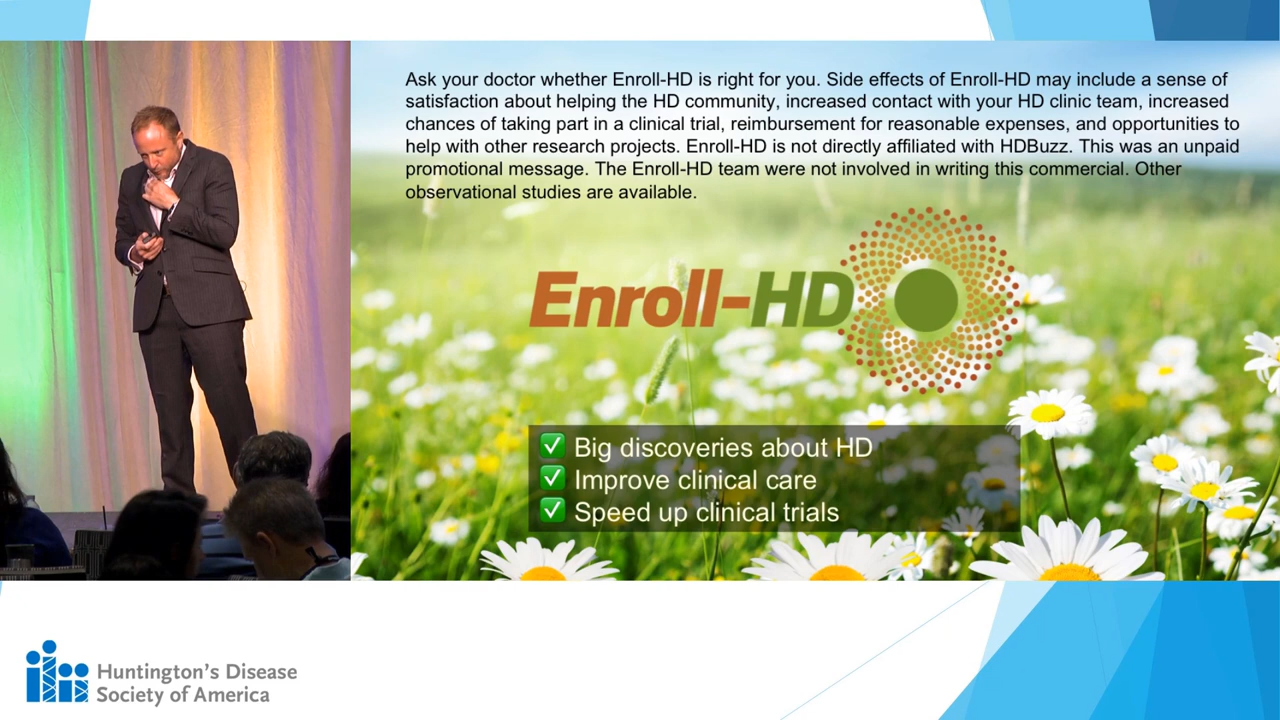 Ask your doctor whether Enroll-HD is right for you. Side effects of Enroll-HD may include a sense of
satisfaction about helping the HD community, increased contact with your HD clinic team, increased
chances of taking part in a clinical trial, reimbursement for reasonable expenses, and opportunities to
help with other research projects. Enroll-HD is not directly affiliated with HDBuzz. This was an unpaid
promotional message. The Enroll-HD team were not involved in writing this commercial. Other
observational studies are available.
Enroll-HD
Big discoveries about HD
Improve clinical care
Speed up clinical trials
Huntington's Disease
Society of America